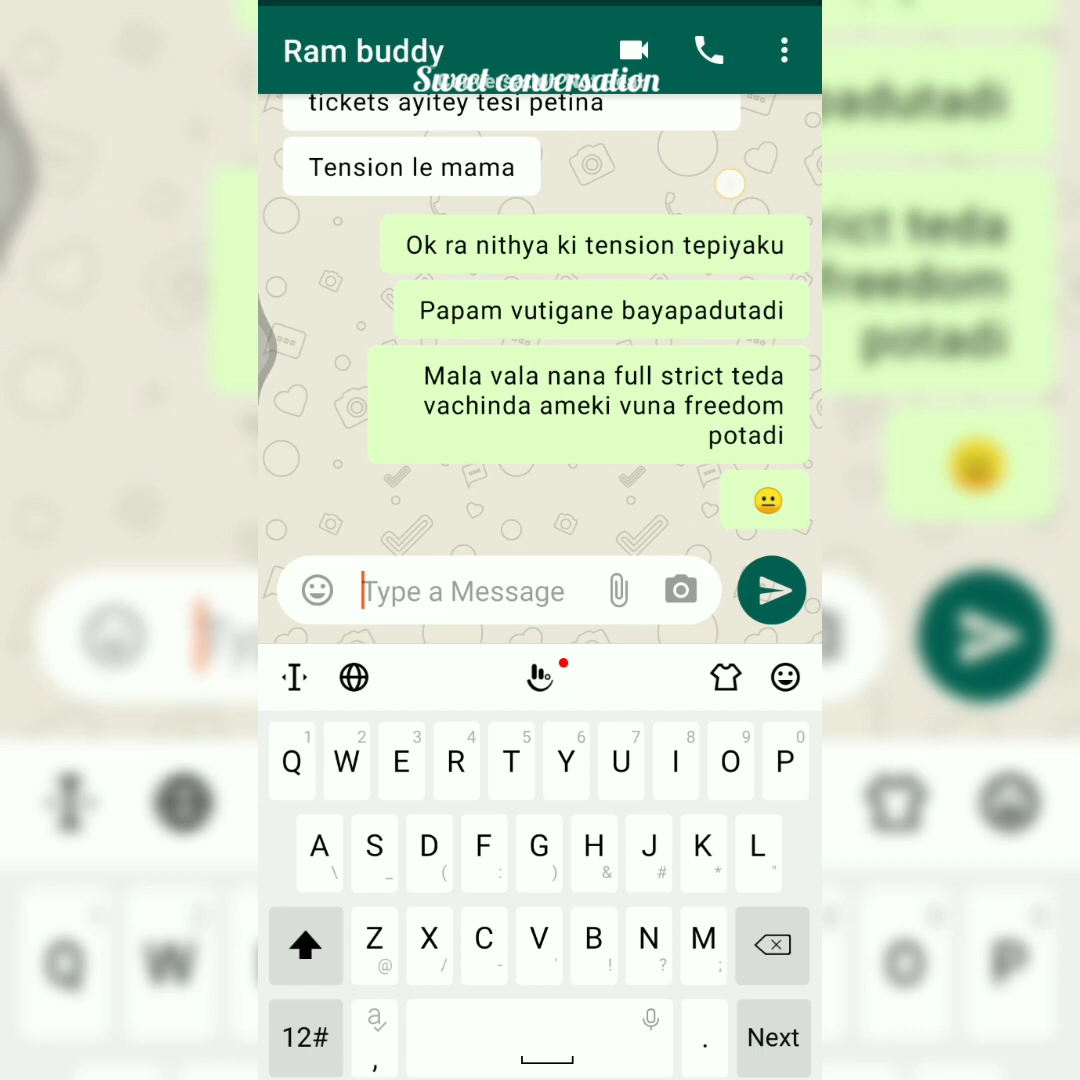 Ram buddy
Sweet conversation
tickets ayitey tesi petina
Tension le mama
Ok ra nithya ki tension tepiyaku
Papam vutigane bayapadutadi
Mala vala nana full strict teda
vachinda ameki vuna freedom
potadi
Type a Message
1 2 3 4 5 6 7 8 9 0
Q W E R T Y U I O P
A S D F G H J K L
\ _ ( : ) & # * "
Z X C V B N M
@ / - ' ! ? ;
12# a , . Next